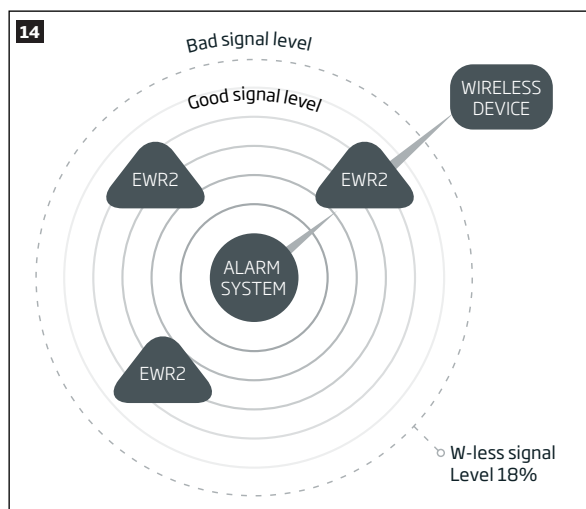 14
Bad signal level
Good signal level
WIRELESS
DEVICE
EWR2
EWR2
ALARM
SYSTEM
EWR2
W-less signal
Level 18%